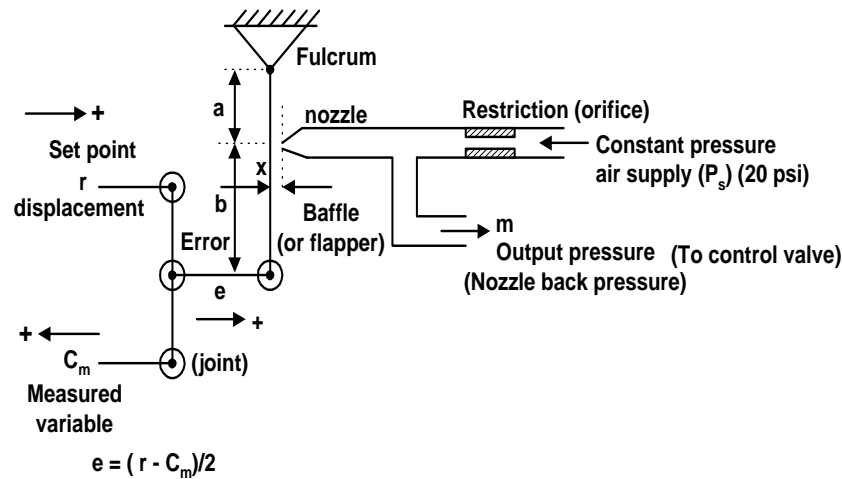 Fulcrum
a
nozzle
Restriction (orifice)
+
Set point
r
displacement
x
b
Constant pressure
air supply (Ps) (20 psi)
Error
Baffle
(or flapper)
m
Output pressure (To control valve)
(Nozzle back pressure)
e
+
+
Cm
(joint)
Measured
variable
e = ( r - Cm)/2